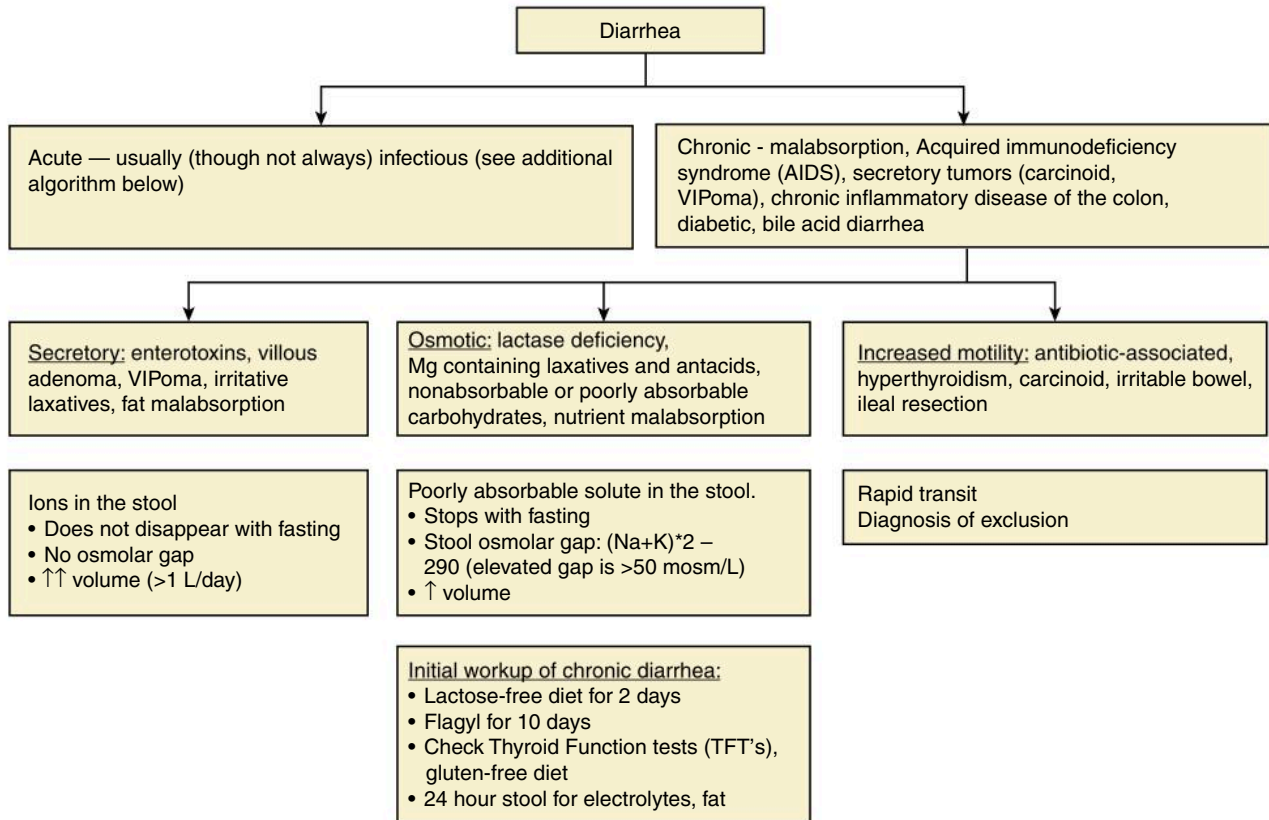 Diarrhea
Acute — usually (though not always) infectious (see additional
algorithm below)
Chronic - malabsorption, Acquired immunodeficiency
syndrome (AIDS), secretory tumors (carcinoid,
VIPoma), chronic inflammatory disease of the colon,
diabetic, bile acid diarrhea
Secretory: enterotoxins, villous
adenoma, VIPoma, irritative
laxatives, fat malabsorption
Osmotic: lactase deficiency,
Mg containing laxatives and antacids,
nonabsorbable or poorly absorbable
carbohydrates, nutrient malabsorption
Increased motility: antibiotic-associated,
hyperthyroidism, carcinoid, irritable bowel,
ileal resection
Ions in the stool
• Does not disappear with fasting
• No osmolar gap
• ↑↑ volume (>1 L/day)
Poorly absorbable solute in the stool.
• Stops with fasting
• Stool osmolar gap: (Na+K)*2 –
290 (elevated gap is >50 mosm/L)
• ↑ volume
Rapid transit
Diagnosis of exclusion
Initial workup of chronic diarrhea:
• Lactose-free diet for 2 days
• Flagyl for 10 days
• Check Thyroid Function tests (TFT's),
gluten-free diet
• 24 hour stool for electrolytes, fat